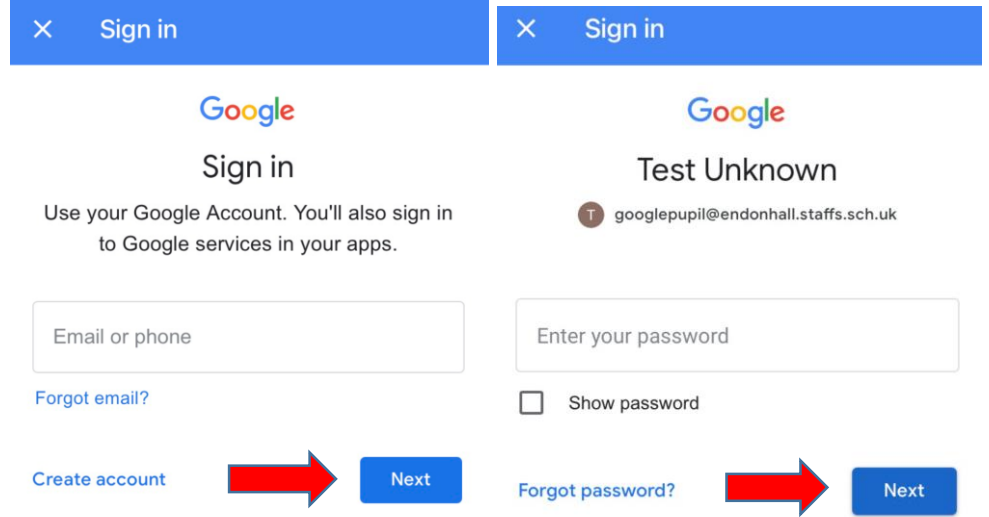 Sign in
Google
Sign in
Use your Google Account. You'll also sign in
to Google services in your apps.
Email or phone
Forgot email?
Create account
Next
Sign in
Google
Test Unknown
T googlepupil@endonhall.staffs.sch.uk
Enter your password
Show password
Forgot password?
Next